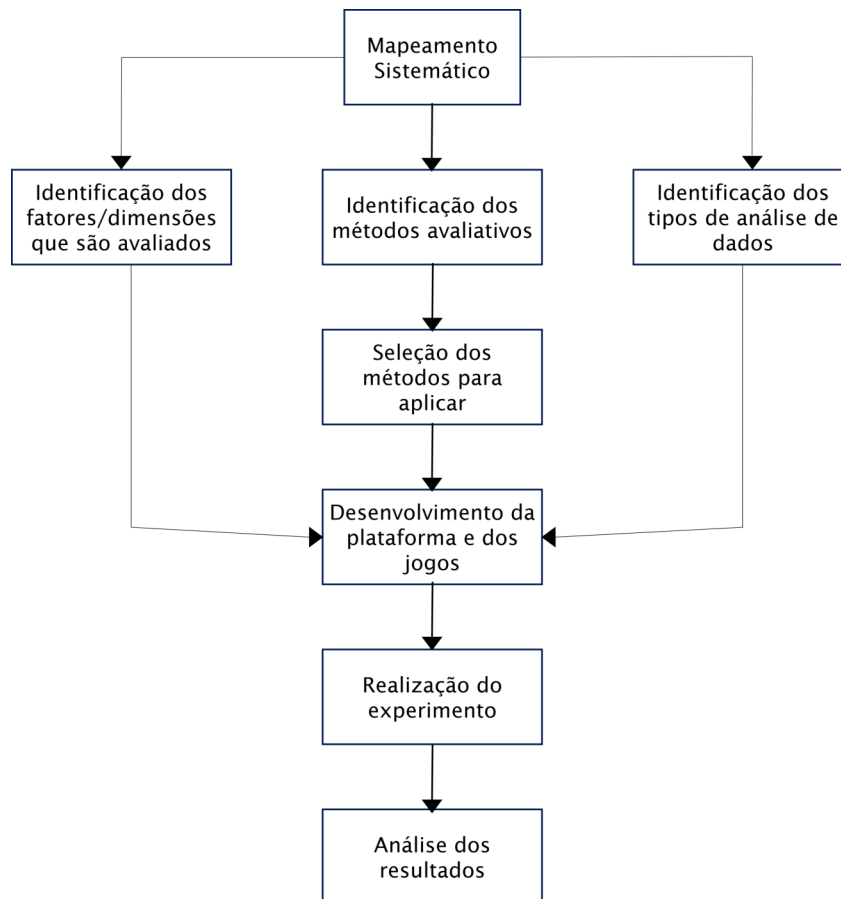 Mapeamento
Sistemático
Identificação dos
fatores/dimensões
que são avaliados
Identificação dos
métodos avaliativos
Identificação dos
tipos de análise de
dados
Seleção dos
métodos para
aplicar
Desenvolvimento da
plataforma e dos
jogos
Realização do
experimento
Análise dos
resultados